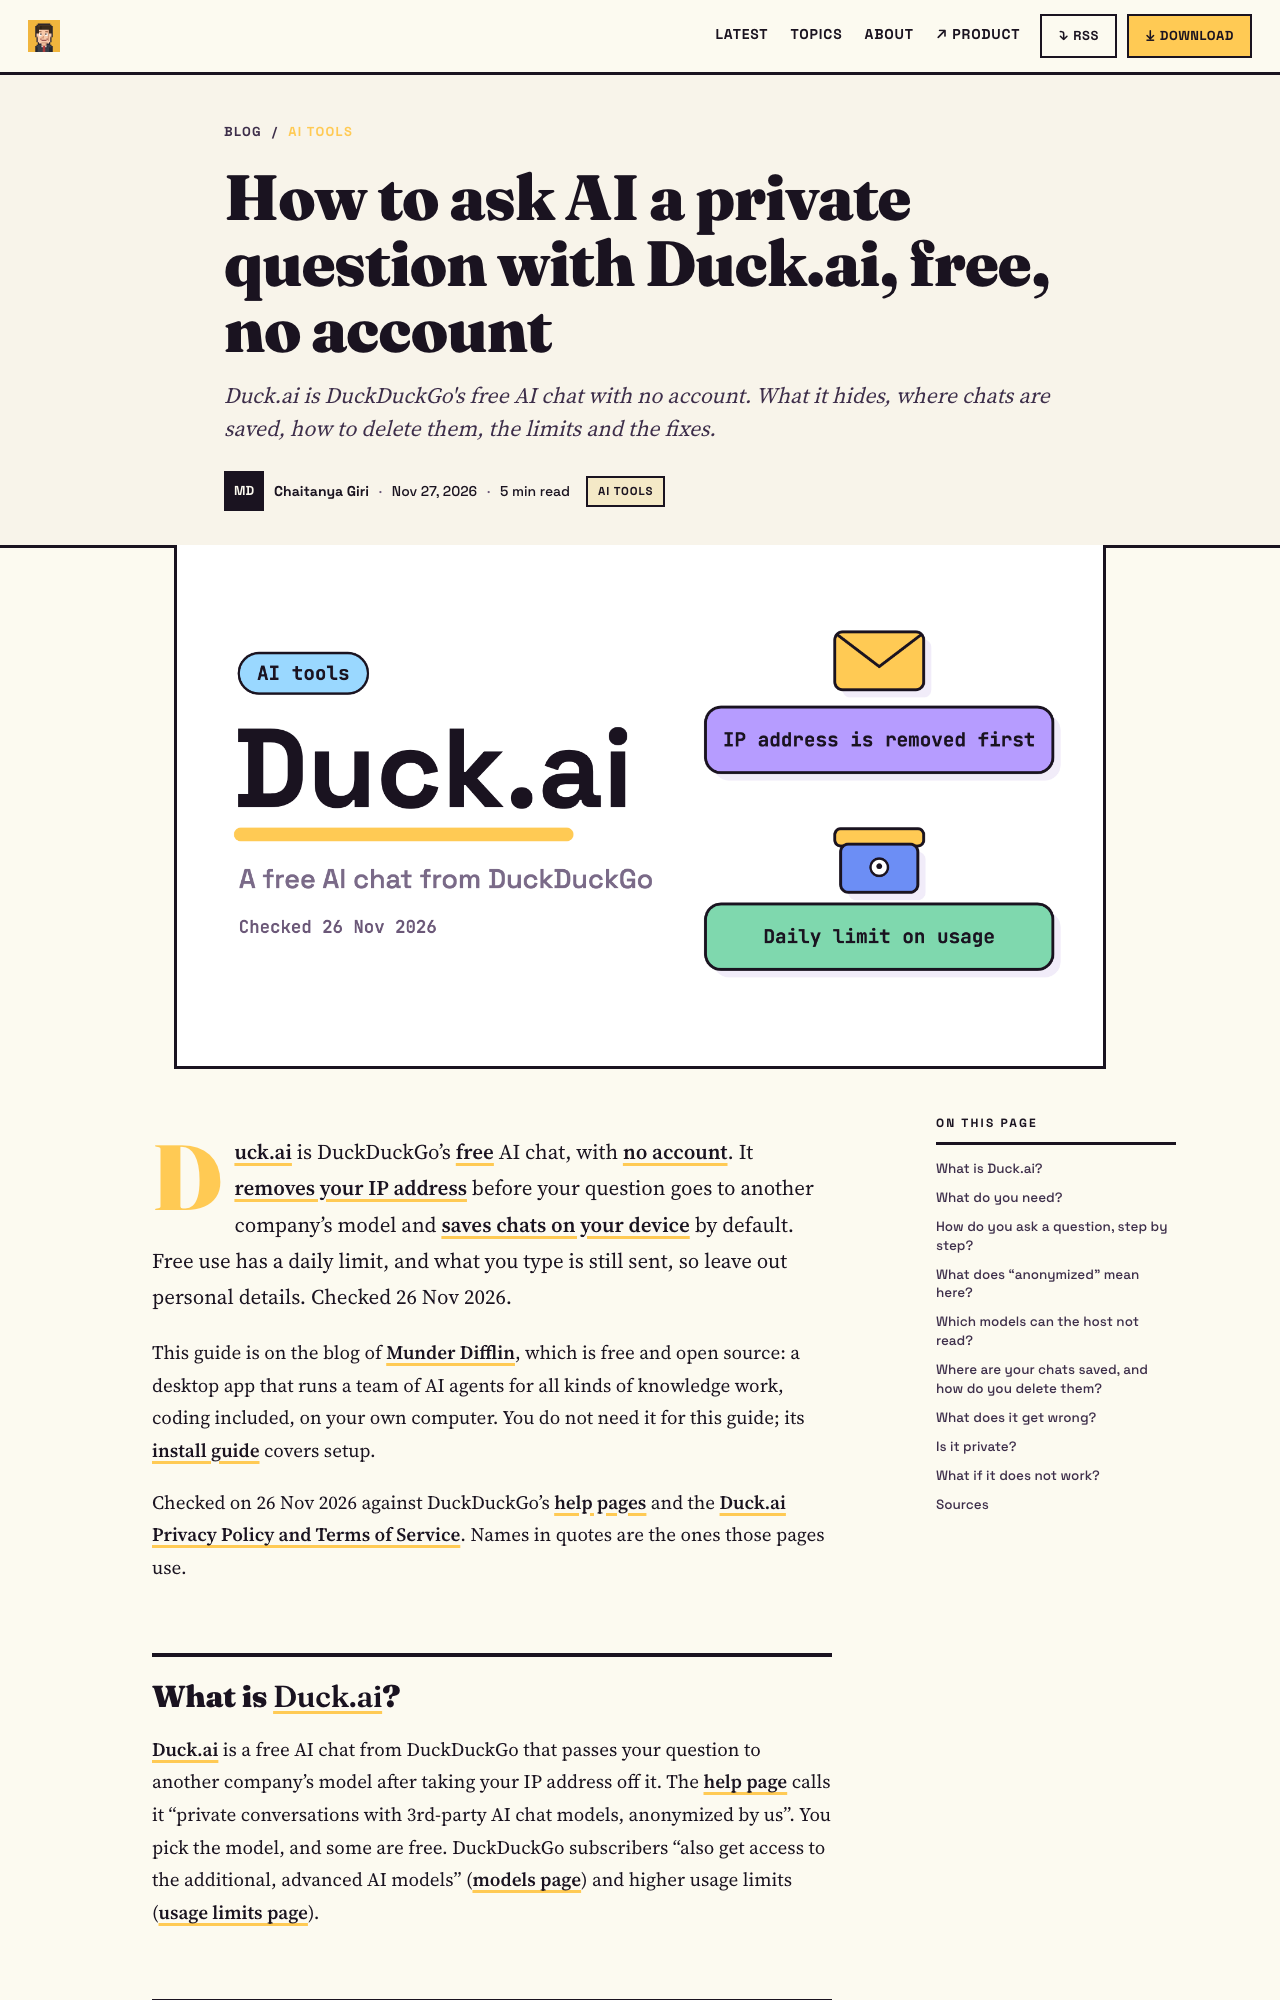 LATEST TOPICS ABOUT ↗ PRODUCT ⤵ RSS ⤓ DOWNLOAD
BLOG / AI TOOLS
How to ask AI a private
question with Duck.ai, free,
no account
Duck.ai is DuckDuckGo's free AI chat with no account. What it hides, where chats are
saved, how to delete them, the limits and the fixes.
MD Chaitanya Giri · Nov 27, 2026 · 5 min read AI TOOLS
AI tools
Duck.ai
A free AI chat from DuckDuckGo
Checked 26 Nov 2026
IP address is removed first
Daily limit on usage
Duck.ai is DuckDuckGo’s free AI chat, with no account. It
removes your IP address before your question goes to another
company’s model and saves chats on your device by default.
Free use has a daily limit, and what you type is still sent, so leave out
personal details. Checked 26 Nov 2026.
This guide is on the blog of Munder Difflin, which is free and open source: a
desktop app that runs a team of AI agents for all kinds of knowledge work,
coding included, on your own computer. You do not need it for this guide; its
install guide covers setup.
Checked on 26 Nov 2026 against DuckDuckGo’s help pages and the Duck.ai
Privacy Policy and Terms of Service. Names in quotes are the ones those pages
use.
What is Duck.ai?
Duck.ai is a free AI chat from DuckDuckGo that passes your question to
another company’s model after taking your IP address off it. The help page calls
it “private conversations with 3rd-party AI chat models, anonymized by us”. You
pick the model, and some are free. DuckDuckGo subscribers “also get access to
the additional, advanced AI models” (models page) and higher usage limits
(usage limits page).
ON THIS PAGE
What is Duck.ai?
What do you need?
How do you ask a question, step by
step?
What does “anonymized” mean
here?
Which models can the host not
read?
Where are your chats saved, and
how do you delete them?
What does it get wrong?
Is it private?
What if it does not work?
Sources